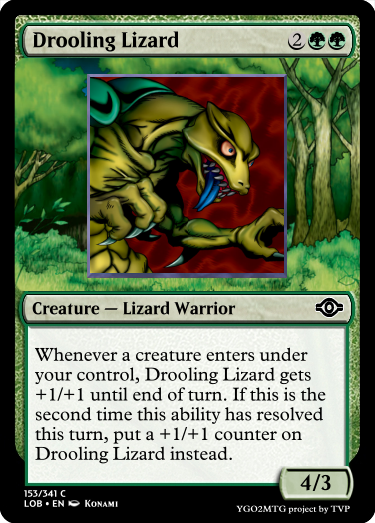 Drooling Lizard 2
Creature — Lizard Warrior
Whenever a creature enters under
your control, Drooling Lizard gets
+1/+1 until end of turn. If this is the
second time this ability has resolved
this turn, put a +1/+1 counter on
Drooling Lizard instead.
4/3
153/341 C
LOB • EN Konami
YGO2MTG project by TVP